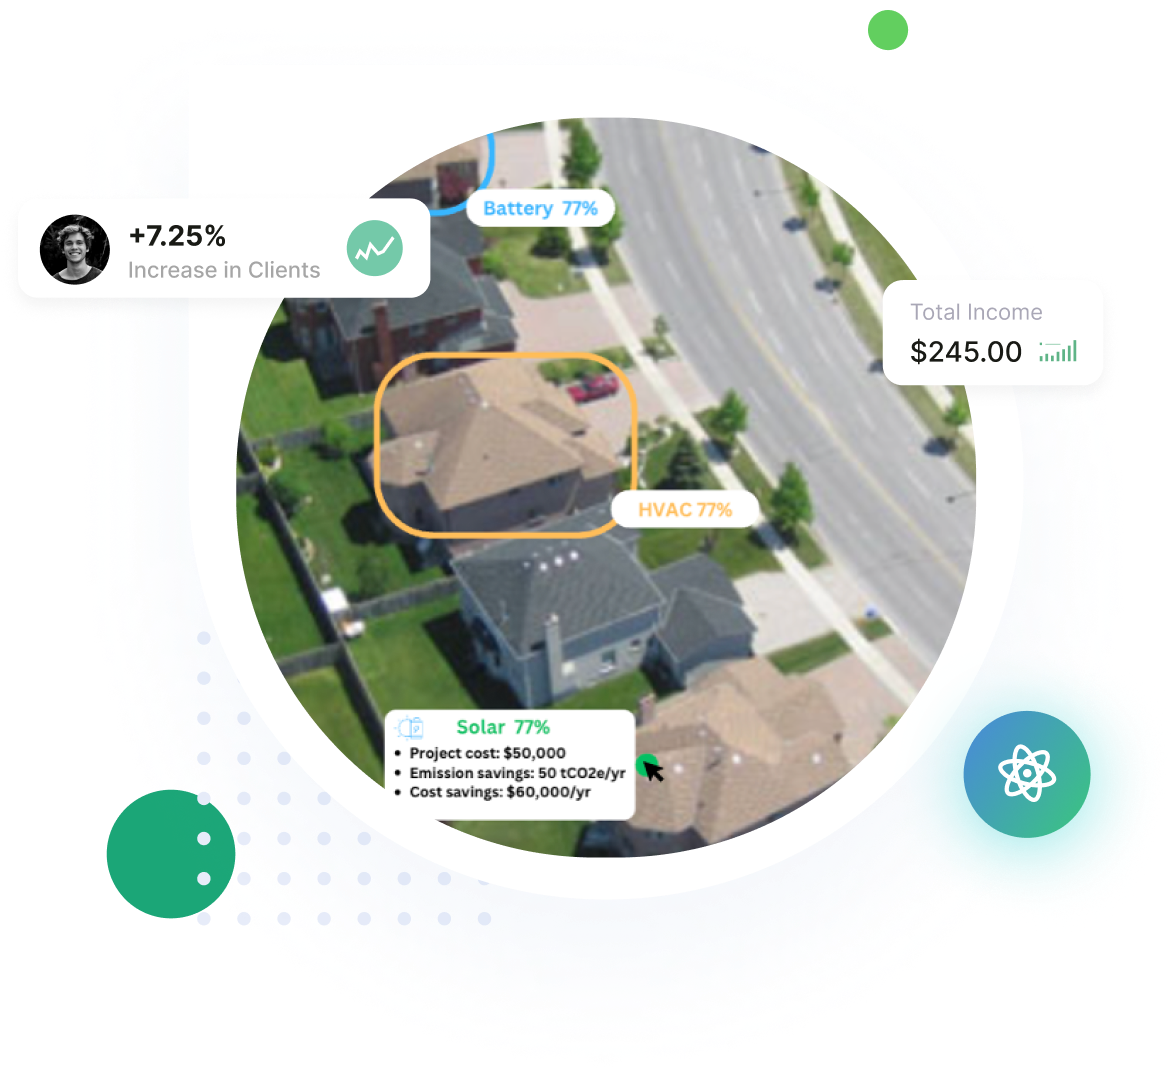 Battery 77%
+7.25%
Increase in Clients
Total Income
$245.00
HVAC 77%
Solar 77%
• Project cost: $50,000
• Emission savings: 50 tCO2e/yr
• Cost savings: $60,000/yr